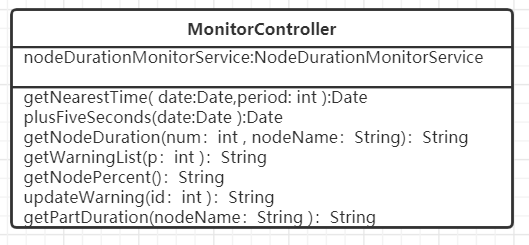 MonitorController
nodeDurationMonitorService:NodeDurationMonitorService
getNearestTime( date:Date,period: int ):Date
plusFiveSeconds(date:Date ):Date
getNodeDuration(num：int , nodeName：String)：String
getWarningList(p：int )：String
getNodePercent()：String
updateWarning(id：int )：String
getPartDuration(nodeName：String )：String